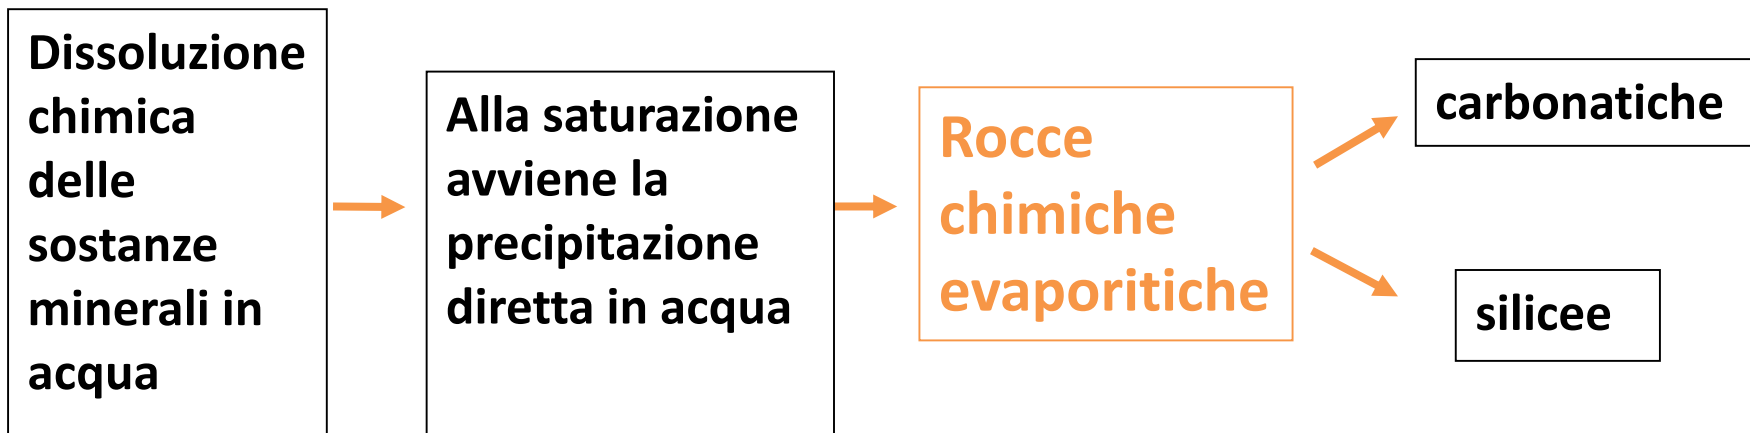 Dissoluzione
chimica
delle
sostanze
minerali in
acqua
Alla saturazione
avviene la
precipitazione
diretta in acqua
Rocce
chimiche
evaporitiche
carbonatiche
silicee